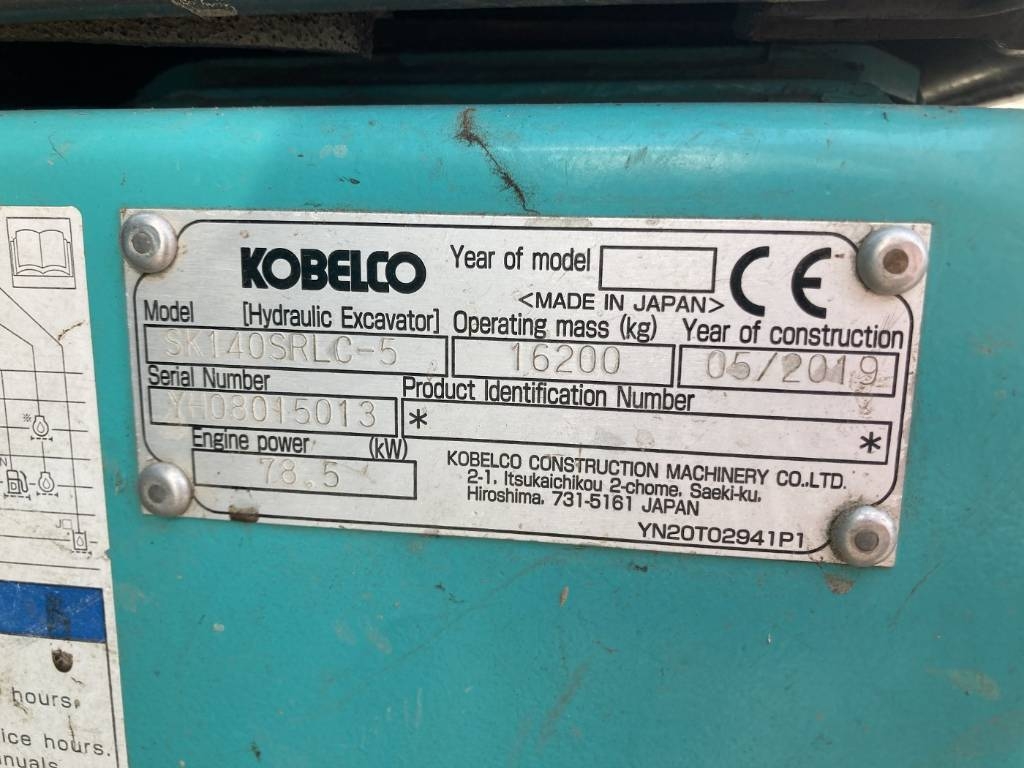 KOBELCO
Year of model
<MADE IN JAPAN>
CE
Model [Hydraulic Excavator]
SK140SRLC-5
Operating mass (kg)
16200
Year of construction
05/2019
Serial Number
YH08015013
Product Identification Number
* *
Engine power (kW)
78.5
KOBELCO CONSTRUCTION MACHINERY CO.,LTD.
2-1, Itsukaichikou 2-chome, Saeki-ku,
Hiroshima, 731-5161 JAPAN
YN20T02941P1
hours.
hours.